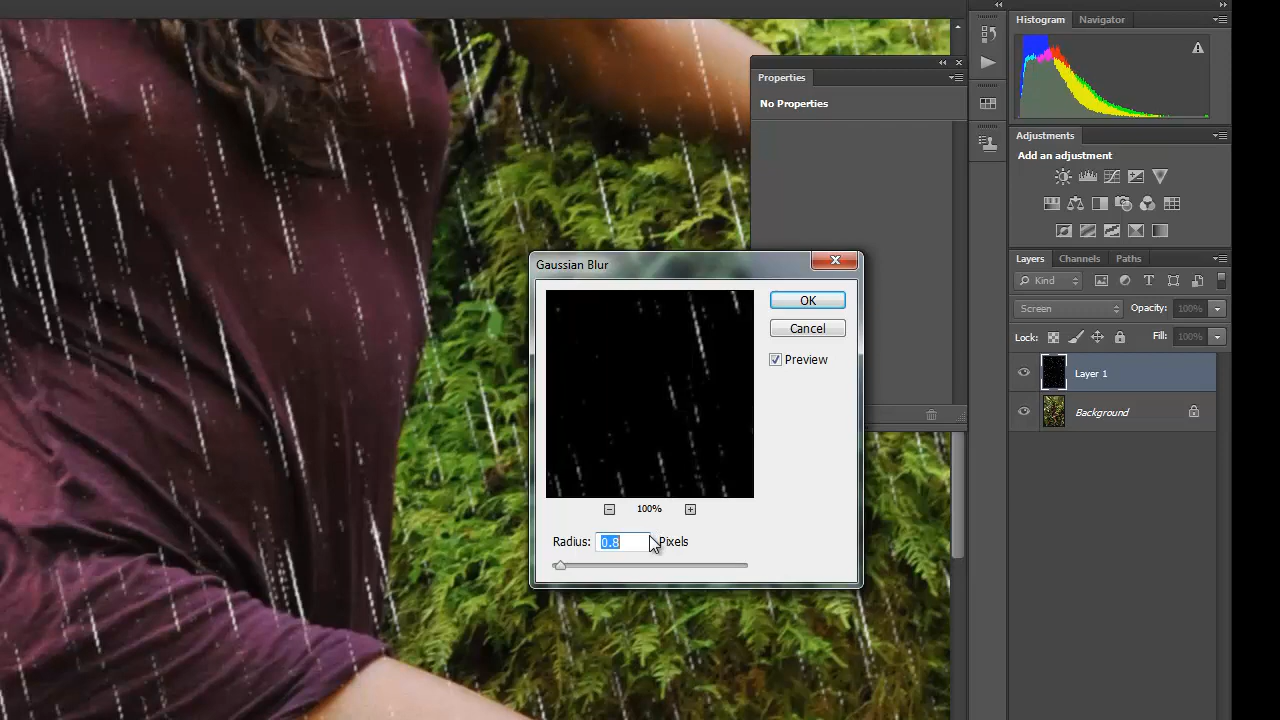 Histogram Navigator
Properties
No Properties
Adjustments
Add an adjustment
Layers Channels Paths
Kind
Screen Opacity: 100%
Lock: Fill: 100%
Layer 1
Background
Gaussian Blur
OK
Cancel
Preview
100%
Radius: 0.8 Pixels